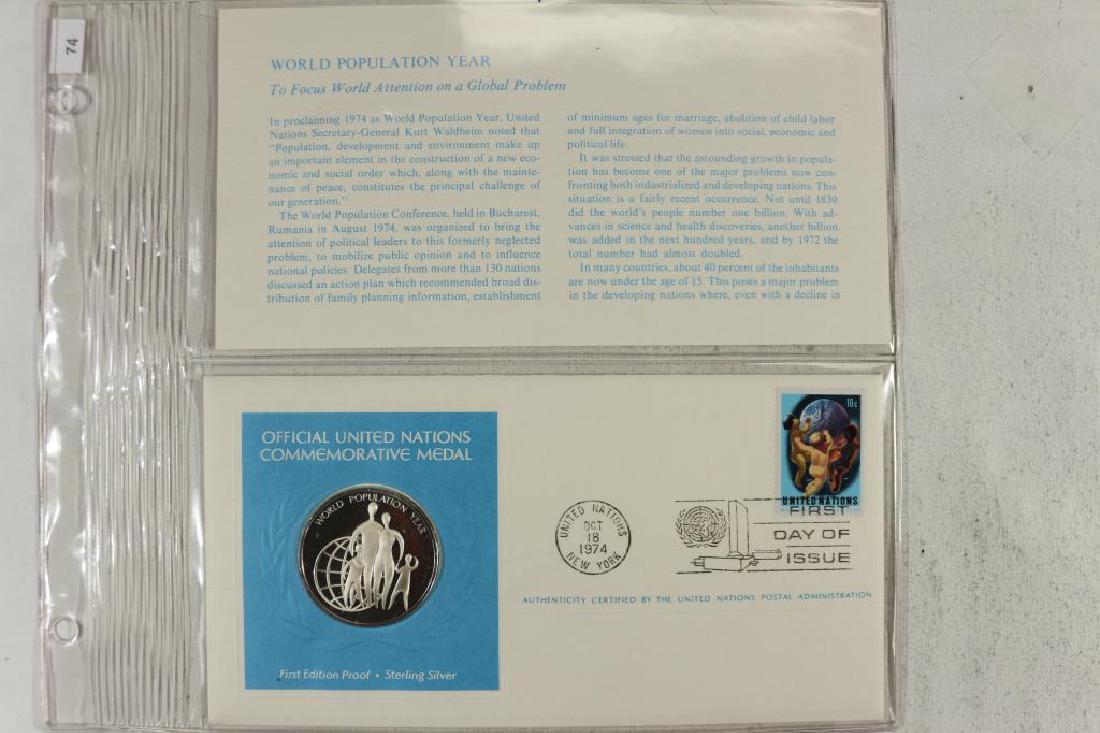 74
WORLD POPULATION YEAR
To Focus World Attention on a Global Problem
In proclaiming 1974 as World Population Year, United
Nations Secretary-General Kurt Waldheim noted that
"Population, development and environment make up
an important element in the construction of a new eco-
nomic and social order which, along with the mainte-
nance of peace, constitutes the principal challenge of
our generation."
The World Population Conference, held in Bucharest,
Rumania in August 1974, was organized to bring the
attention of political leaders to this formerly neglected
problem, to mobilize public opinion and to influence
national policies. Delegates from more than 130 nations
discussed an action plan which recommended broad dis-
tribution of family planning information, establishment
of minimum ages for marriage, abolition of child labor
and full integration of women into social, economic and
political life.
It was stressed that the astounding growth in popula-
tion has become one of the major problems now con-
fronting both industrialized and developing nations. This
situation is a fairly recent occurrence. Not until 1830
did the world's people number one billion. With ad-
vances in science and health discoveries, another billion
was added in the next hundred years, and by 1972 the
total number had almost doubled.
In many countries, about 40 percent of the inhabitants
are now under the age of 15. This poses a major problem
in the developing nations where, even with a decline in
OFFICIAL UNITED NATIONS
COMMEMORATIVE MEDAL
WORLD POPULATION YEAR
First Edition Proof • Sterling Silver
10c
UNITED NATIONS
UNITED NATIONS
OCT
18
1974
NEW YORK
FIRST
DAY OF
ISSUE
AUTHENTICITY CERTIFIED BY THE UNITED NATIONS POSTAL ADMINISTRATION